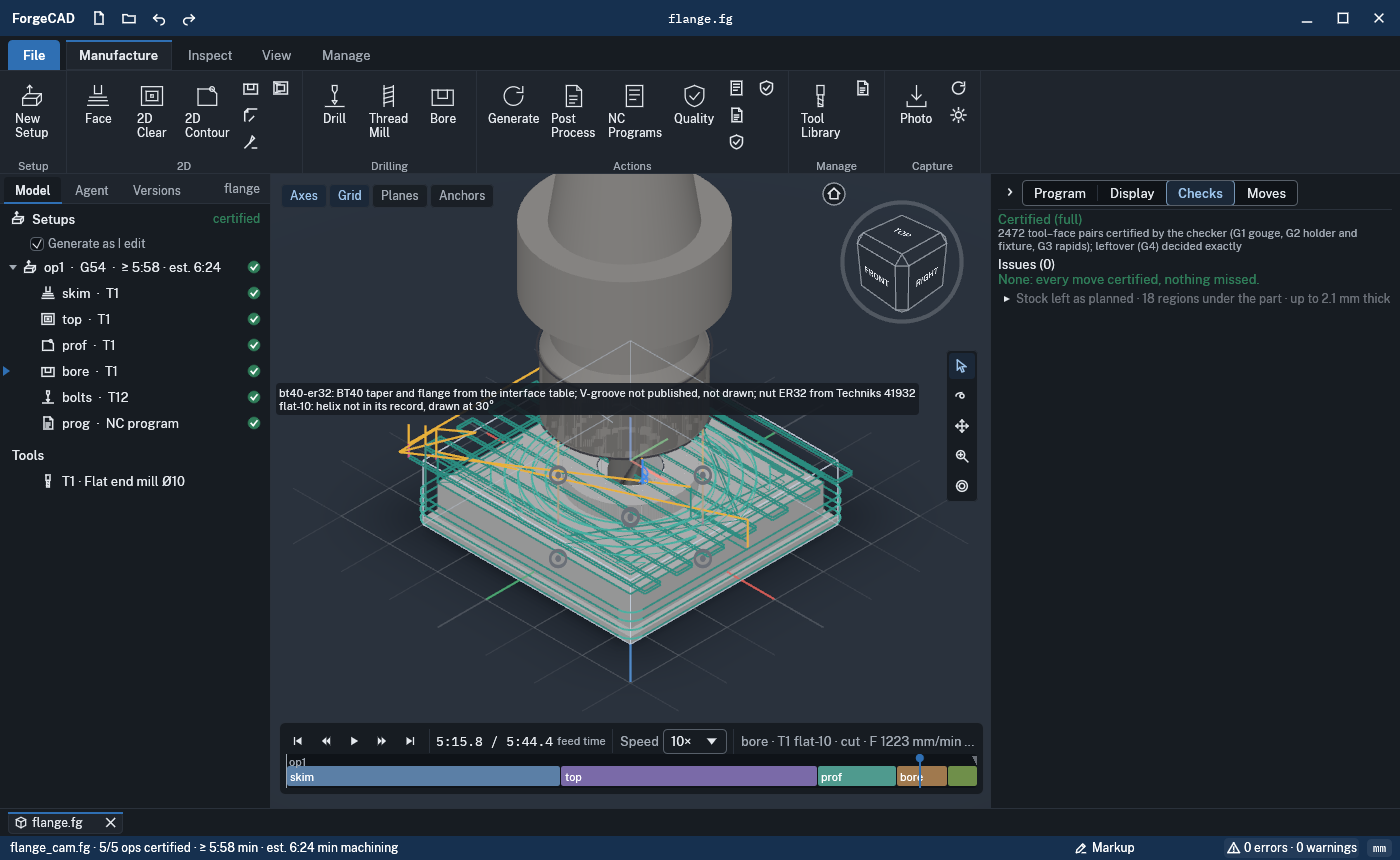 ForgeCAD
flange.fg
File
Manufacture
Inspect
View
Manage
New Setup
Face
2D Clear
2D Contour
Drill
Thread Mill
Bore
Generate
Post Process
NC Programs
Quality
Tool Library
Photo
Setup
2D
Drilling
Actions
Manage
Capture
Model
Agent
Versions
flange
Setups
certified
Generate as I edit
op1 · G54 · ≥ 5:58 · est. 6:24
skim · T1
top · T1
prof · T1
bore · T1
bolts · T12
prog · NC program
Tools
T1 · Flat end mill Ø10
Axes
Grid
Planes
Anchors
TOP
FRONT
RIGHT
bt40-er32: BT40 taper and flange from the interface table; V-groove not published, not drawn; nut ER32 from Techniks 41932
flat-10: helix not in its record, drawn at 30°
5:15.8 / 5:44.4 feed time
Speed
10×
bore · T1 flat-10 · cut · F 1223 mm/min ...
op1
skim
top
prof
bore
Program
Display
Checks
Moves
Certified (full)
2472 tool–face pairs certified by the checker (G1 gouge, G2 holder and
fixture, G3 rapids); leftover (G4) decided exactly
Issues (0)
None: every move certified, nothing missed.
Stock left as planned · 18 regions under the part · up to 2.1 mm thick
flange.fg
flange_cam.fg · 5/5 ops certified · ≥ 5:58 min · est. 6:24 min machining
Markup
0 errors · 0 warnings
mm